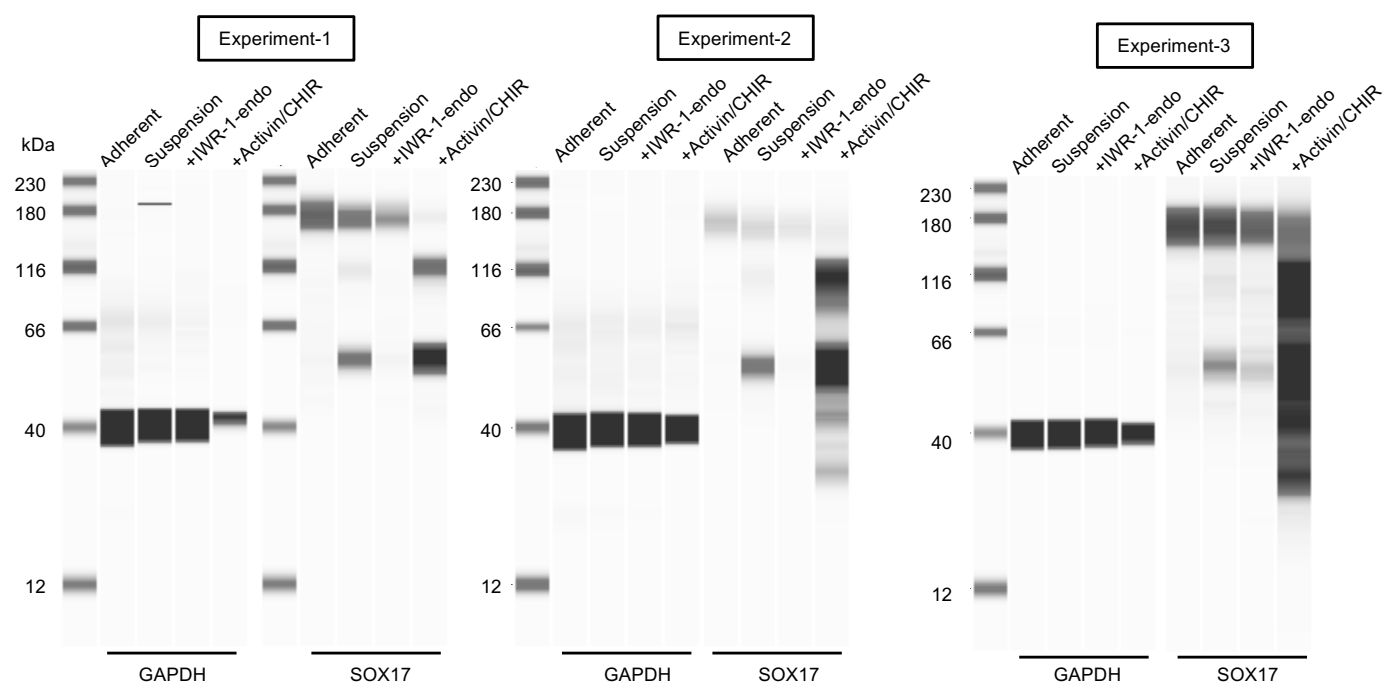 Experiment-1
Experiment-2
Experiment-3
Adherent
Suspension
+IWR-1-endo
+Activin/CHIR
Adherent
Suspension
+IWR-1-endo
+Activin/CHIR
Adherent
Suspension
+IWR-1-endo
+Activin/CHIR
Adherent
Suspension
+IWR-1-endo
+Activin/CHIR
Adherent
Suspension
+IWR-1-endo
+Activin/CHIR
Adherent
Suspension
+IWR-1-endo
+Activin/CHIR
kDa
230
180
116
66
40
12
230
180
116
66
40
12
230
180
116
66
40
12
GAPDH
SOX17
GAPDH
SOX17
GAPDH
SOX17